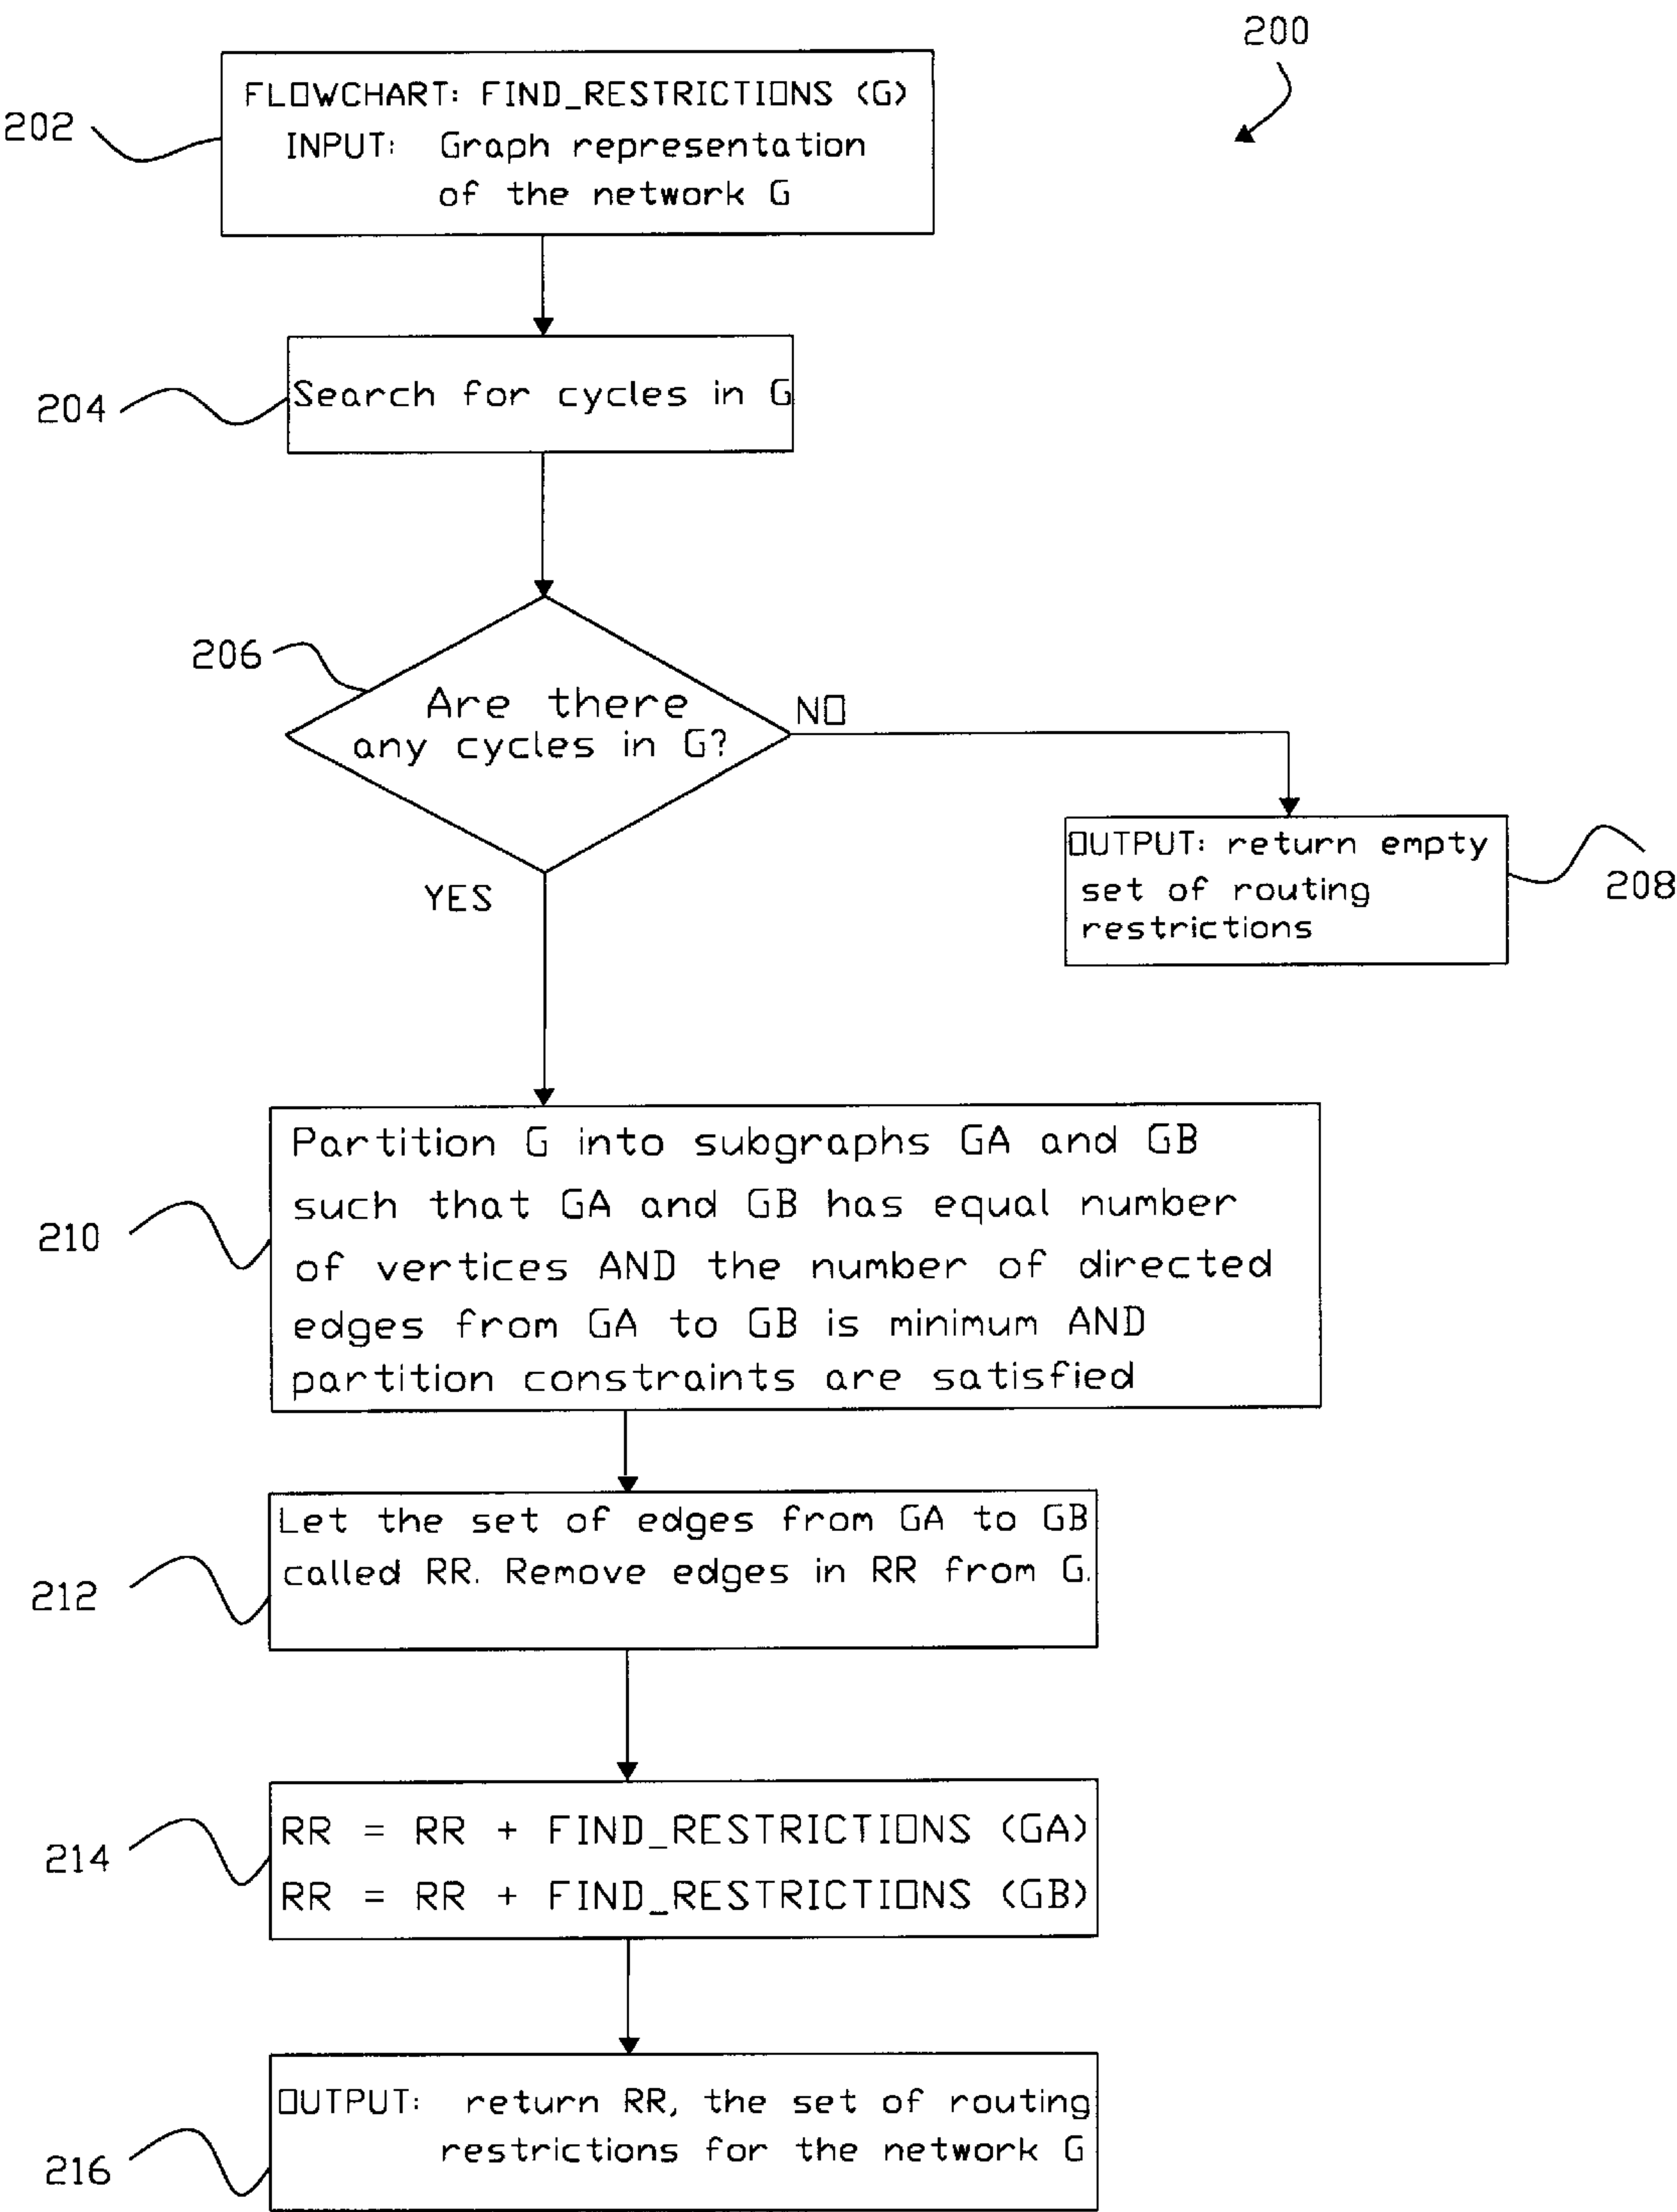 200
FLOWCHART: FIND_RESTRICTIONS (G)
INPUT: Graph representation
of the network G
202
Search for cycles in G
204
206
Are there
any cycles in G?
NO
YES
OUTPUT: return empty
set of routing
restrictions
208
Partition G into subgraphs GA and GB
such that GA and GB has equal number
of vertices AND the number of directed
edges from GA to GB is minimum AND
partition constraints are satisfied
210
Let the set of edges from GA to GB
called RR. Remove edges in RR from G.
212
RR = RR + FIND_RESTRICTIONS (GA)
RR = RR + FIND_RESTRICTIONS (GB)
214
OUTPUT: return RR, the set of routing
restrictions for the network G
216